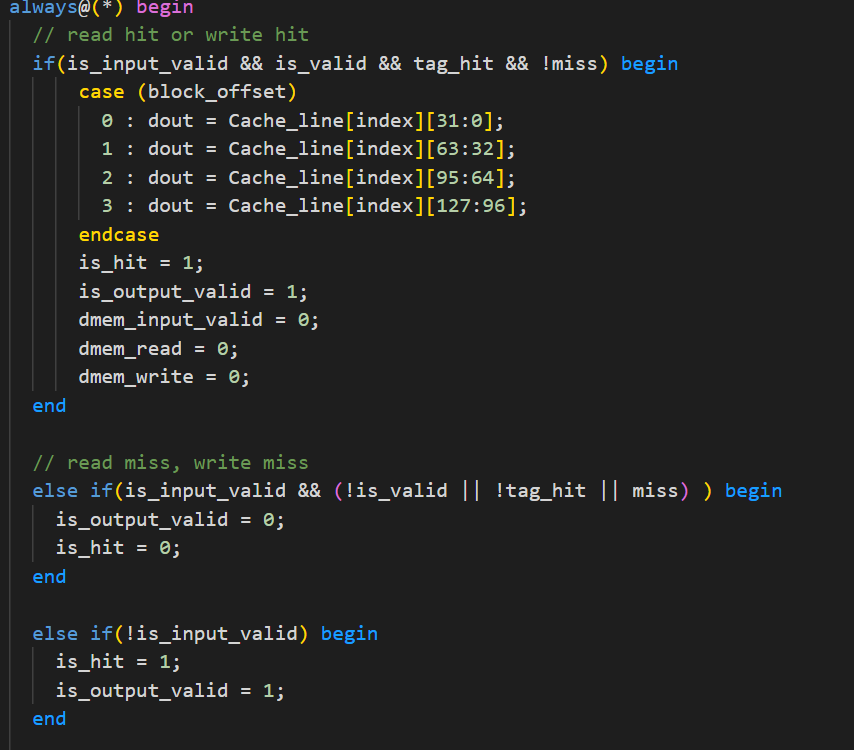 always@(*) begin
// read hit or write hit
if(is_input_valid && is_valid && tag_hit && !miss) begin
case (block_offset)
0 : dout = Cache_line[index][31:0];
1 : dout = Cache_line[index][63:32];
2 : dout = Cache_line[index][95:64];
3 : dout = Cache_line[index][127:96];
endcase
is_hit = 1;
is_output_valid = 1;
dmem_input_valid = 0;
dmem_read = 0;
dmem_write = 0;
end
// read miss, write miss
else if(is_input_valid && (!is_valid || !tag_hit || miss) ) begin
is_output_valid = 0;
is_hit = 0;
end
else if(!is_input_valid) begin
is_hit = 1;
is_output_valid = 1;
end